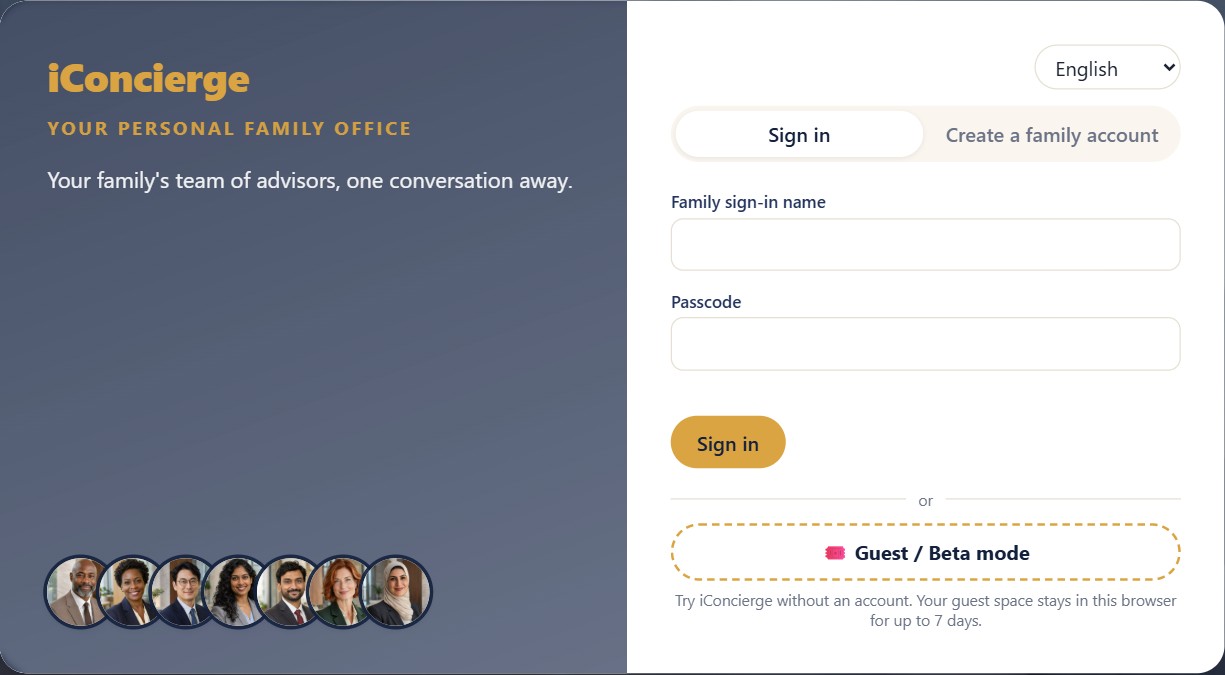 iConcierge
YOUR PERSONAL FAMILY OFFICE
Your family's team of advisors, one conversation away.
English
Sign in
Create a family account
Family sign-in name
Passcode
Sign in
or
Guest / Beta mode
Try iConcierge without an account. Your guest space stays in this browser
for up to 7 days.